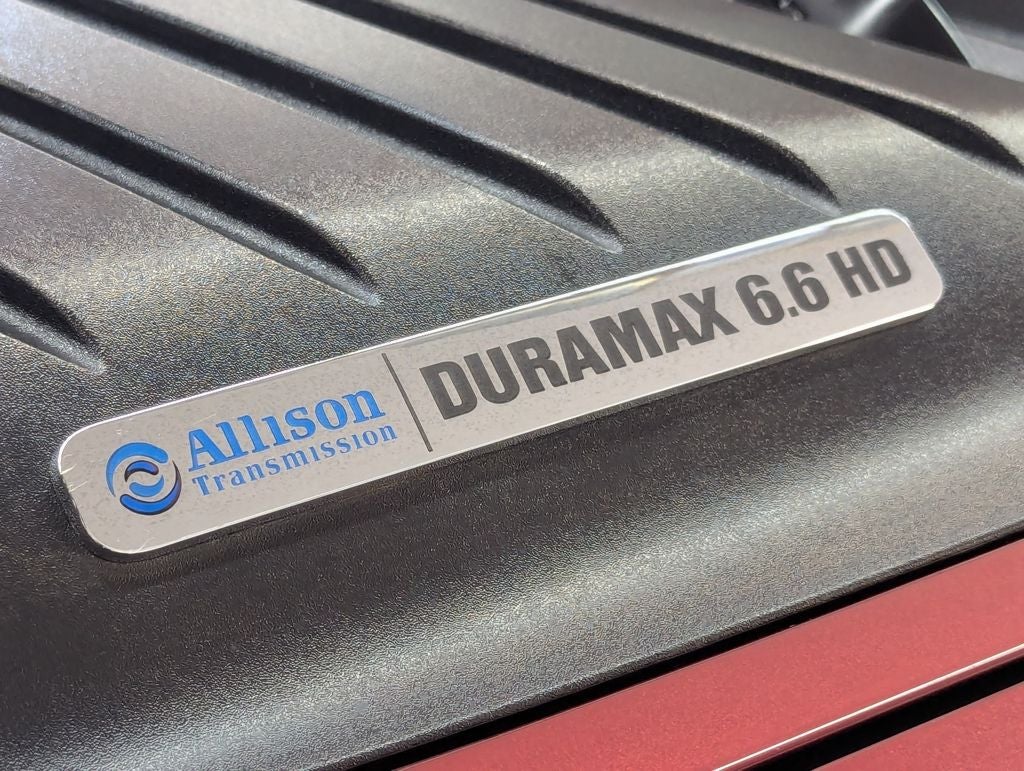 Allison
Transmission
DURAMAX 6.6 HD